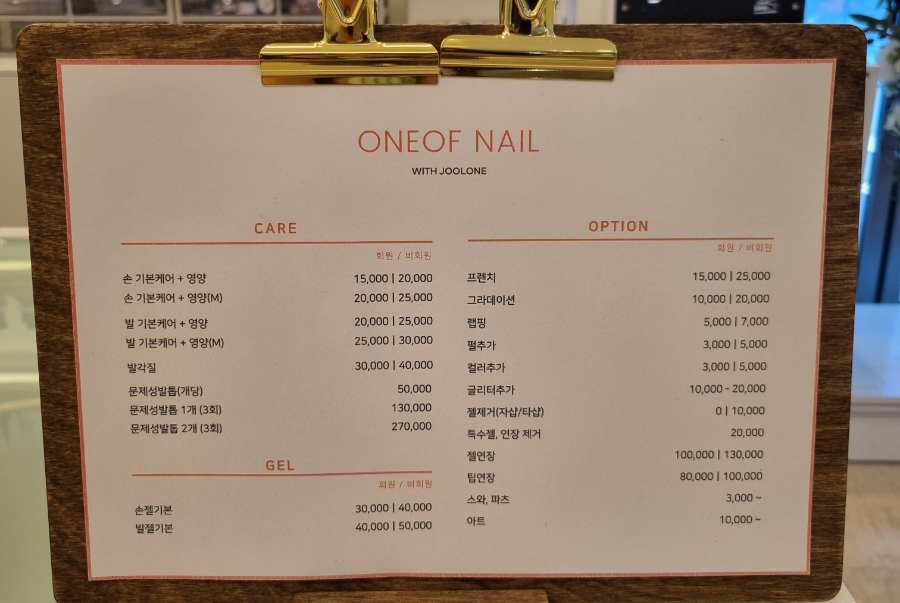 ONEOF NAIL
WITH JOOLONE
CARE
회원 / 비회원
손 기본케어 + 영양 15,000 | 20,000
손 기본케어 + 영양(M) 20,000 | 25,000
발 기본케어 + 영양 20,000 | 25,000
발 기본케어 + 영양(M) 25,000 | 30,000
발각질 30,000 | 40,000
문제성발톱(개당) 50,000
문제성발톱 1개 (3회) 130,000
문제성발톱 2개 (3회) 270,000
GEL
회원 / 비회원
손젤기본 30,000 | 40,000
발젤기본 40,000 | 50,000
OPTION
회원 / 비회원
프렌치 15,000 | 25,000
그라데이션 10,000 | 20,000
랩핑 5,000 | 7,000
펄추가 3,000 | 5,000
컬러추가 3,000 | 5,000
글리터추가 10,000 - 20,000
젤제거(자샵/타샵) 0 | 10,000
특수젤, 연장 제거 20,000
젤연장 100,000 | 130,000
팁연장 80,000 | 100,000
스와, 파츠 3,000 ~
아트 10,000 ~